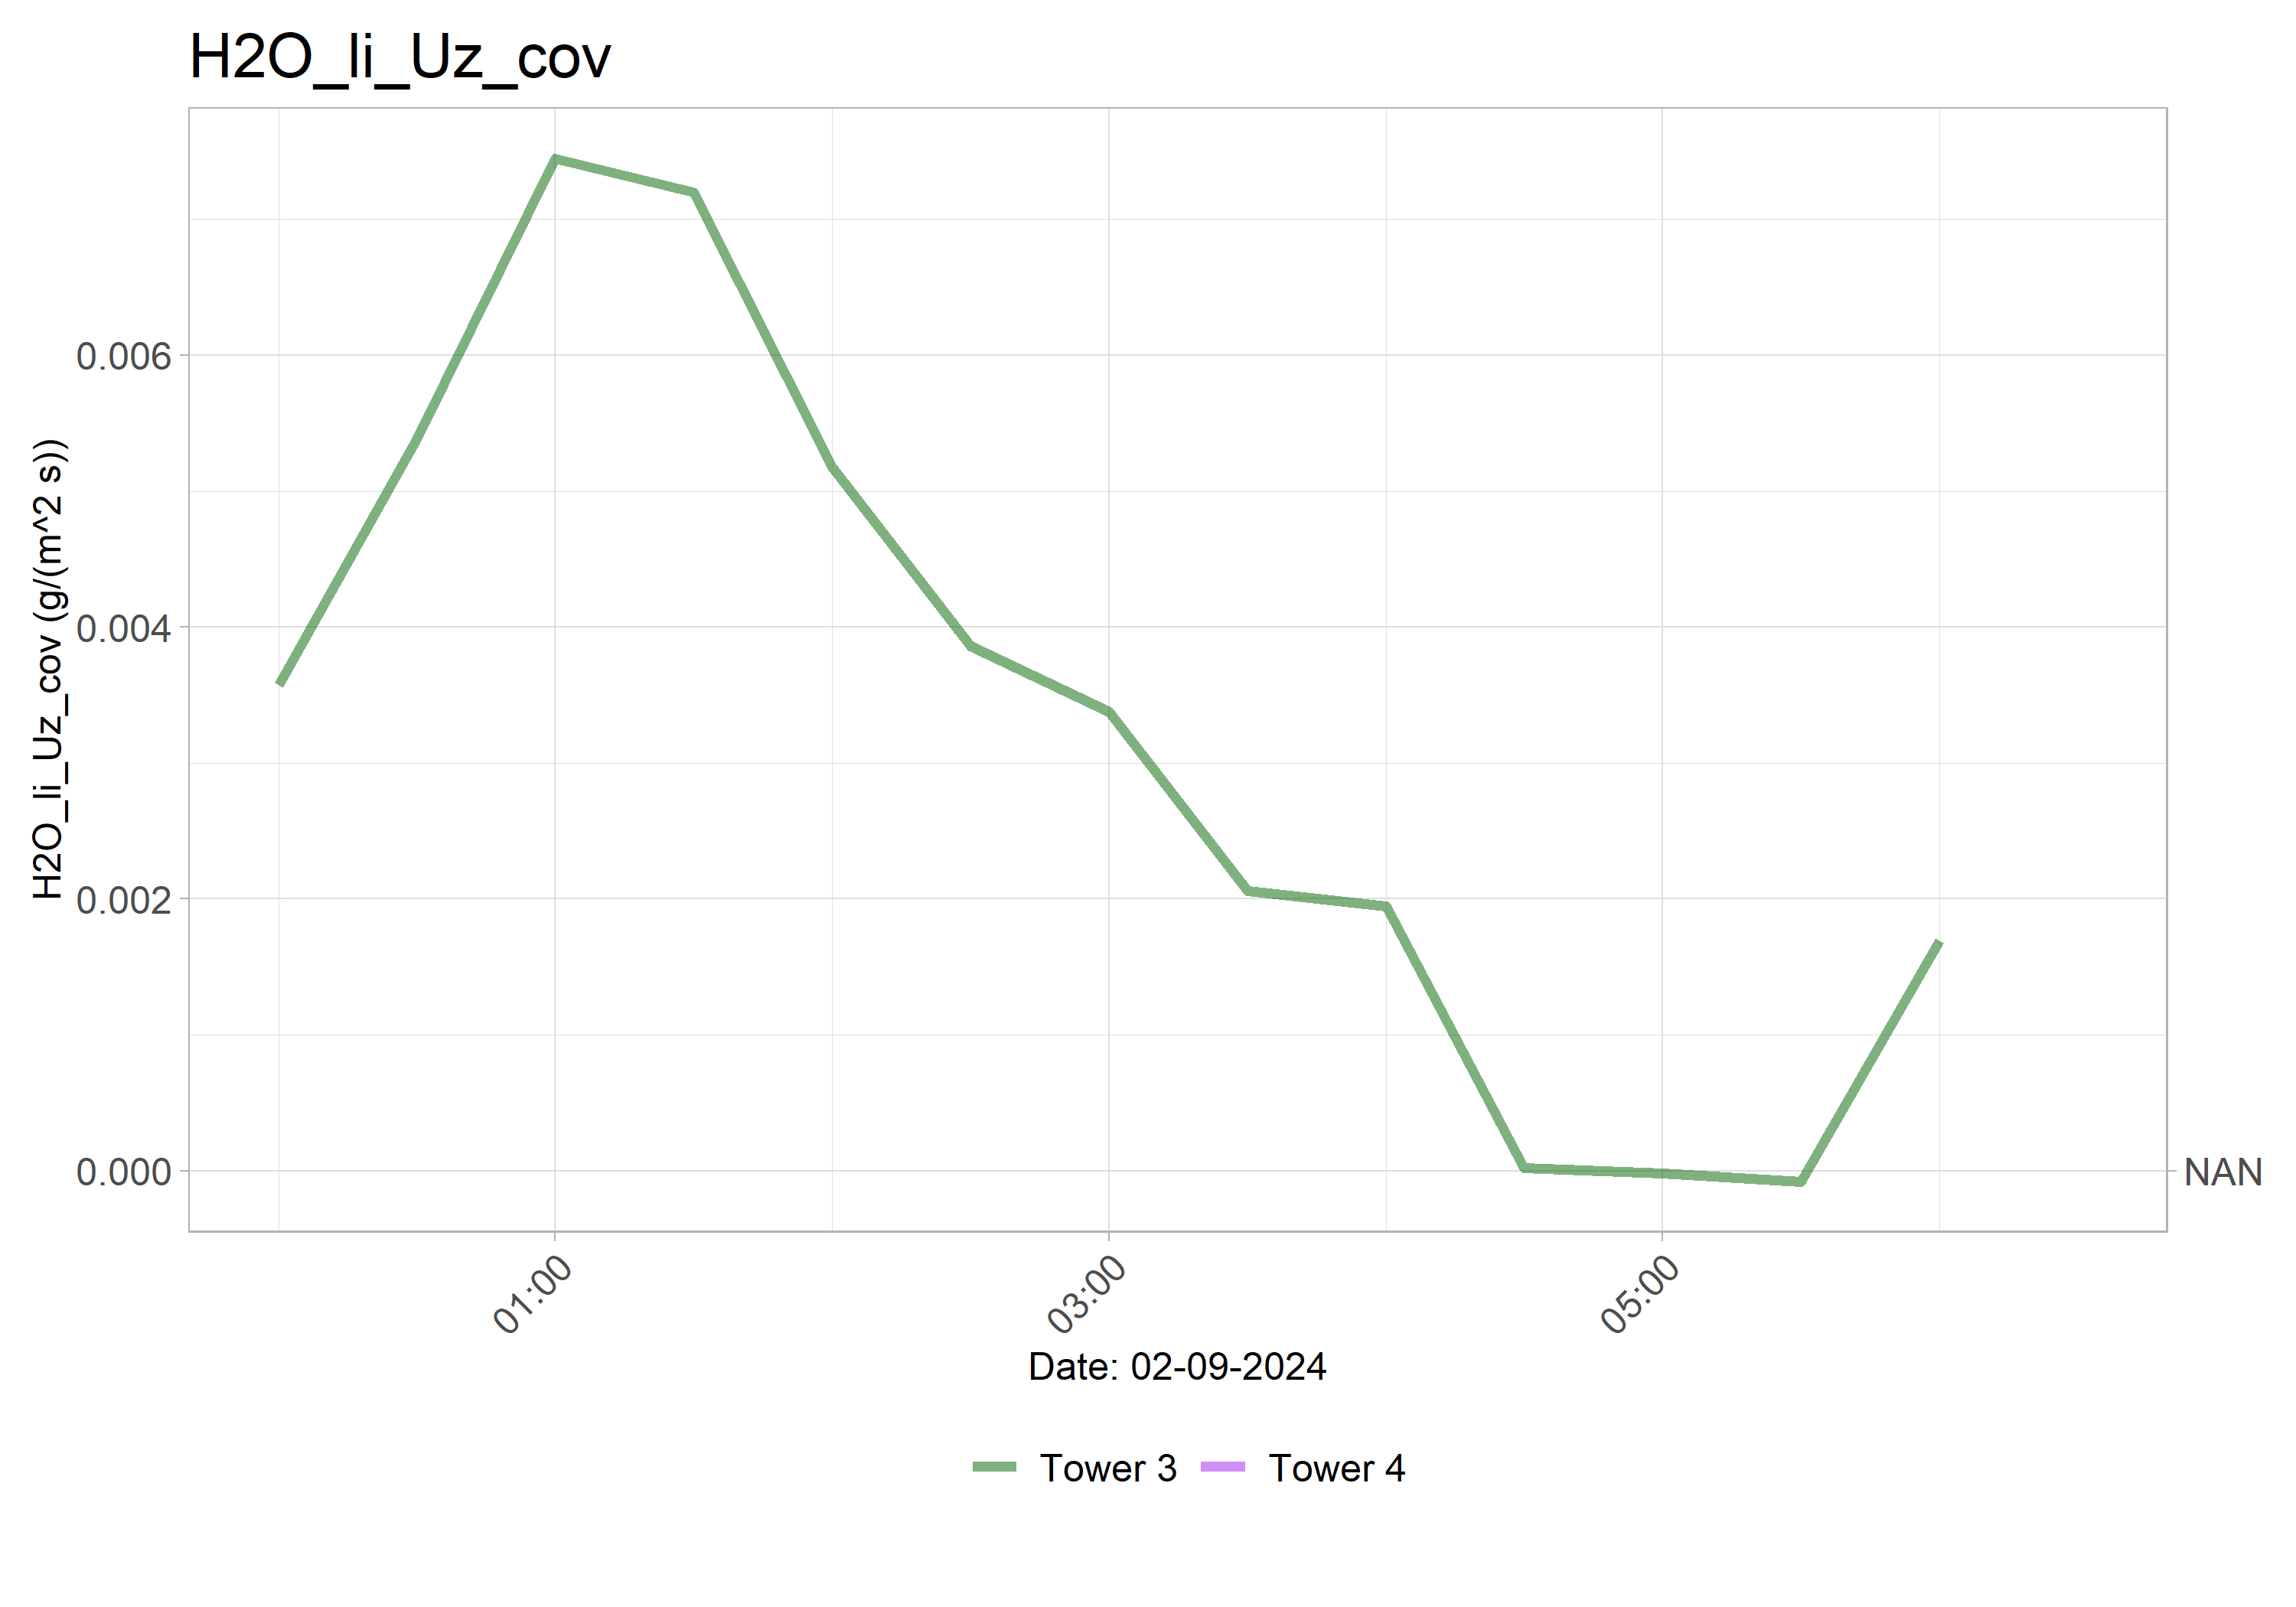 H2O_li_Uz_cov
H2O_li_Uz_cov (g/(m^2 s))
0.006
0.004
0.002
0.000
NAN
01:00
03:00
05:00
Date: 02-09-2024
Tower 3
Tower 4